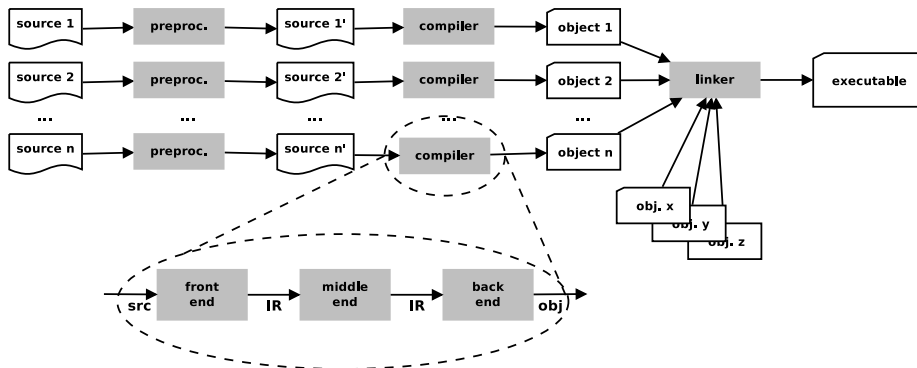 source 1
preproc.
source 1'
compiler
object 1
source 2
preproc.
source 2'
compiler
object 2
linker
executable
...
...
...
...
...
source n
preproc.
source n'
compiler
object n
obj. x
obj. y
obj. z
src
front
end
IR
middle
end
IR
back
end
obj